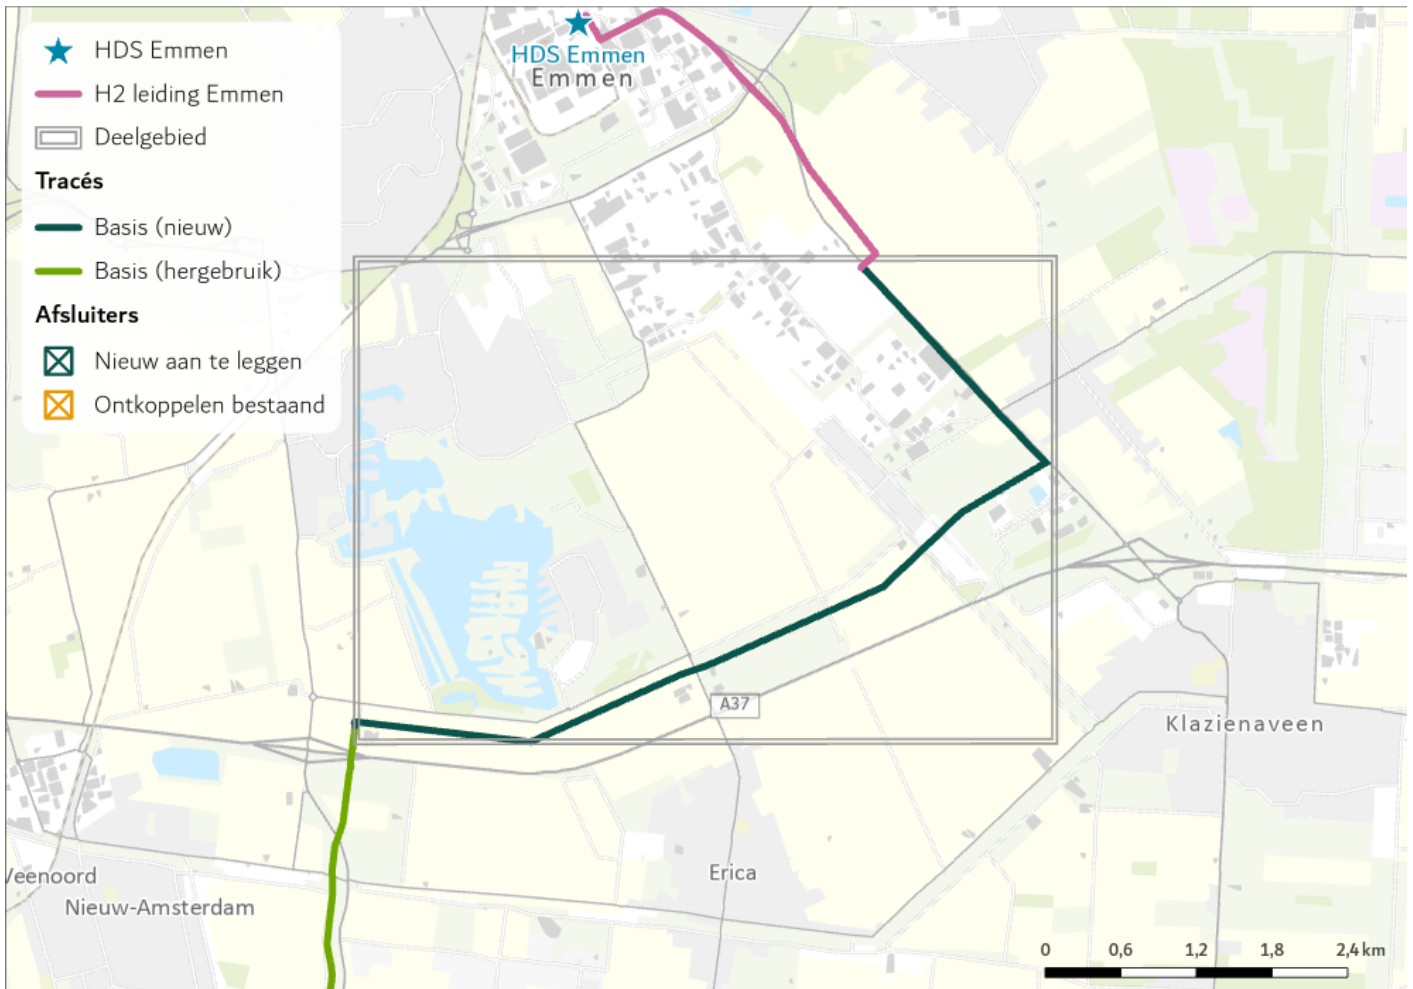 HDS Emmen
H2 leiding Emmen
Deelgebied
Tracés
Basis (nieuw)
Basis (hergebruik)
Afsluiters
Nieuw aan te leggen
Ontkoppelen bestaand
HDS Emmen
Emmen
A37
Klazienaveen
Erica
Veenoord
Nieuw-Amsterdam
0 0,6 1,2 1,8 2,4 km